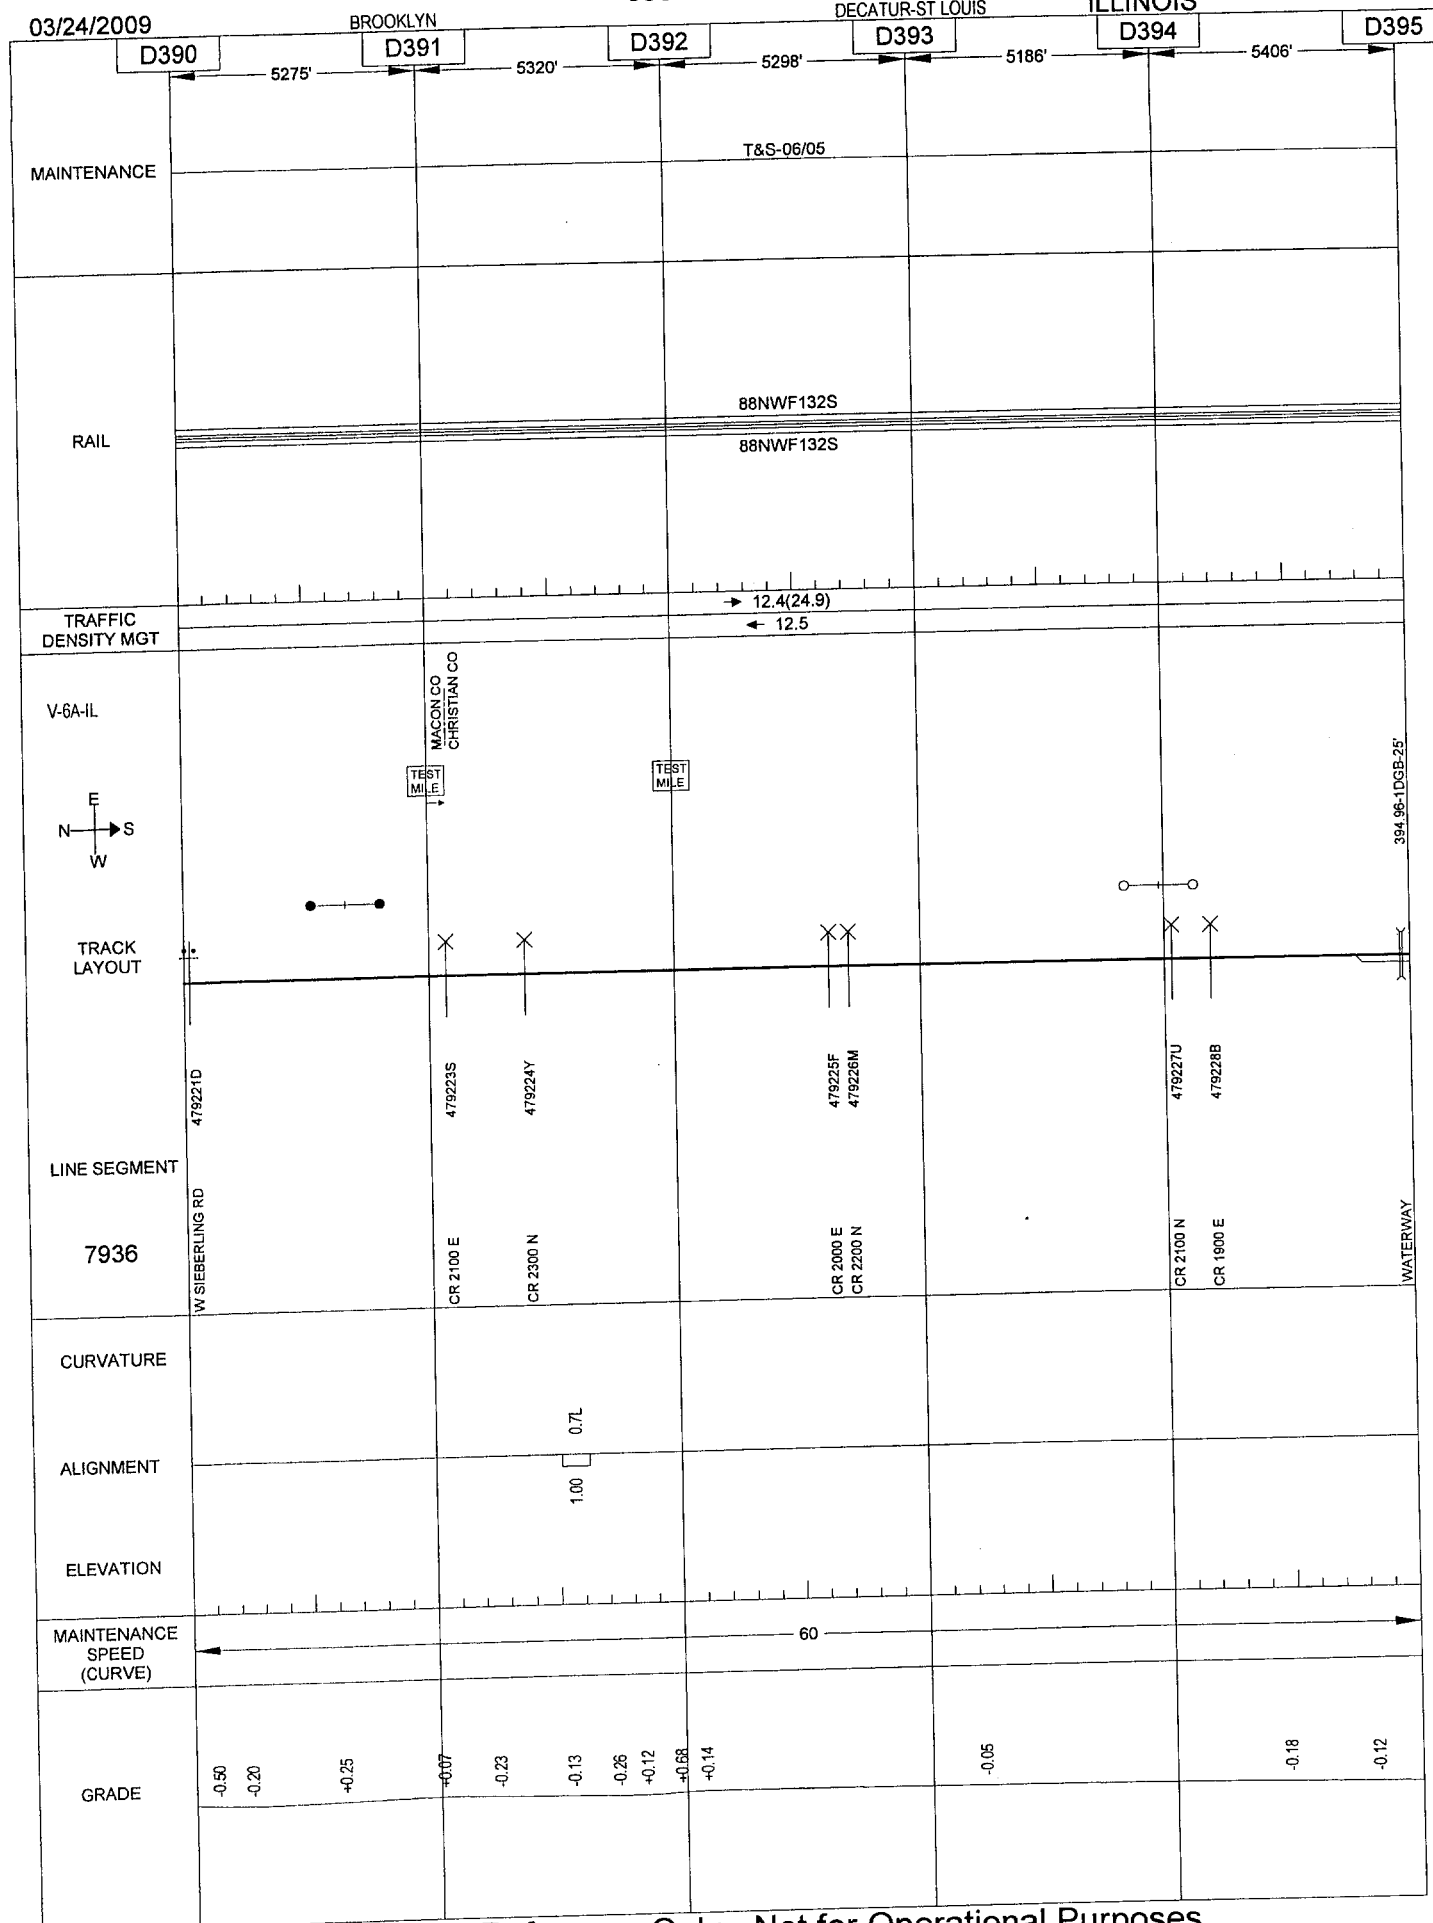 03/24/2009
BROOKLYN
DECATUR-ST LOUIS
ILLINOIS
D390
D391
D392
D393
D394
D395
5275'
5320'
5298'
5186'
5406'
MAINTENANCE
T&S-06/05
RAIL
88NWF132S
88NWF132S
TRAFFIC
DENSITY MGT
12.4(24.9)
12.5
V-6A-IL
MACON CO
CHRISTIAN CO
TEST
MILE
TEST
MILE
394.96-1DGB-25'
E
N
S
W
TRACK
LAYOUT
479221D
479223S
479224Y
479225F
479226M
479227U
479228B
LINE SEGMENT
7936
W SIEBERLING RD
CR 2100 E
CR 2300 N
CR 2000 E
CR 2200 N
CR 2100 N
CR 1900 E
WATERWAY
CURVATURE
0.7L
ALIGNMENT
1.00
ELEVATION
MAINTENANCE
SPEED
(CURVE)
60
GRADE
-0.50
-0.20
+0.25
+0.07
-0.23
-0.13
-0.26
+0.12
+0.68
+0.14
-0.05
-0.18
-0.12
Not for Operational Purposes